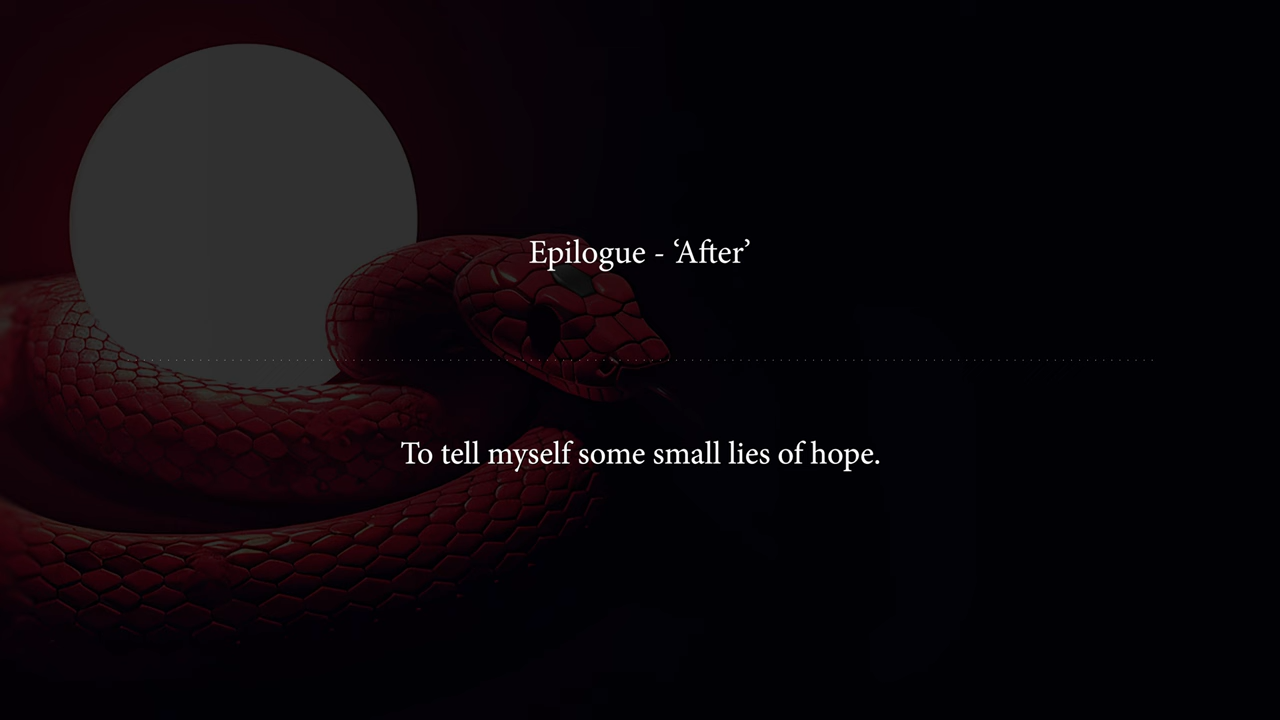 Epilogue - ‘After’
To tell myself some small lies of hope.